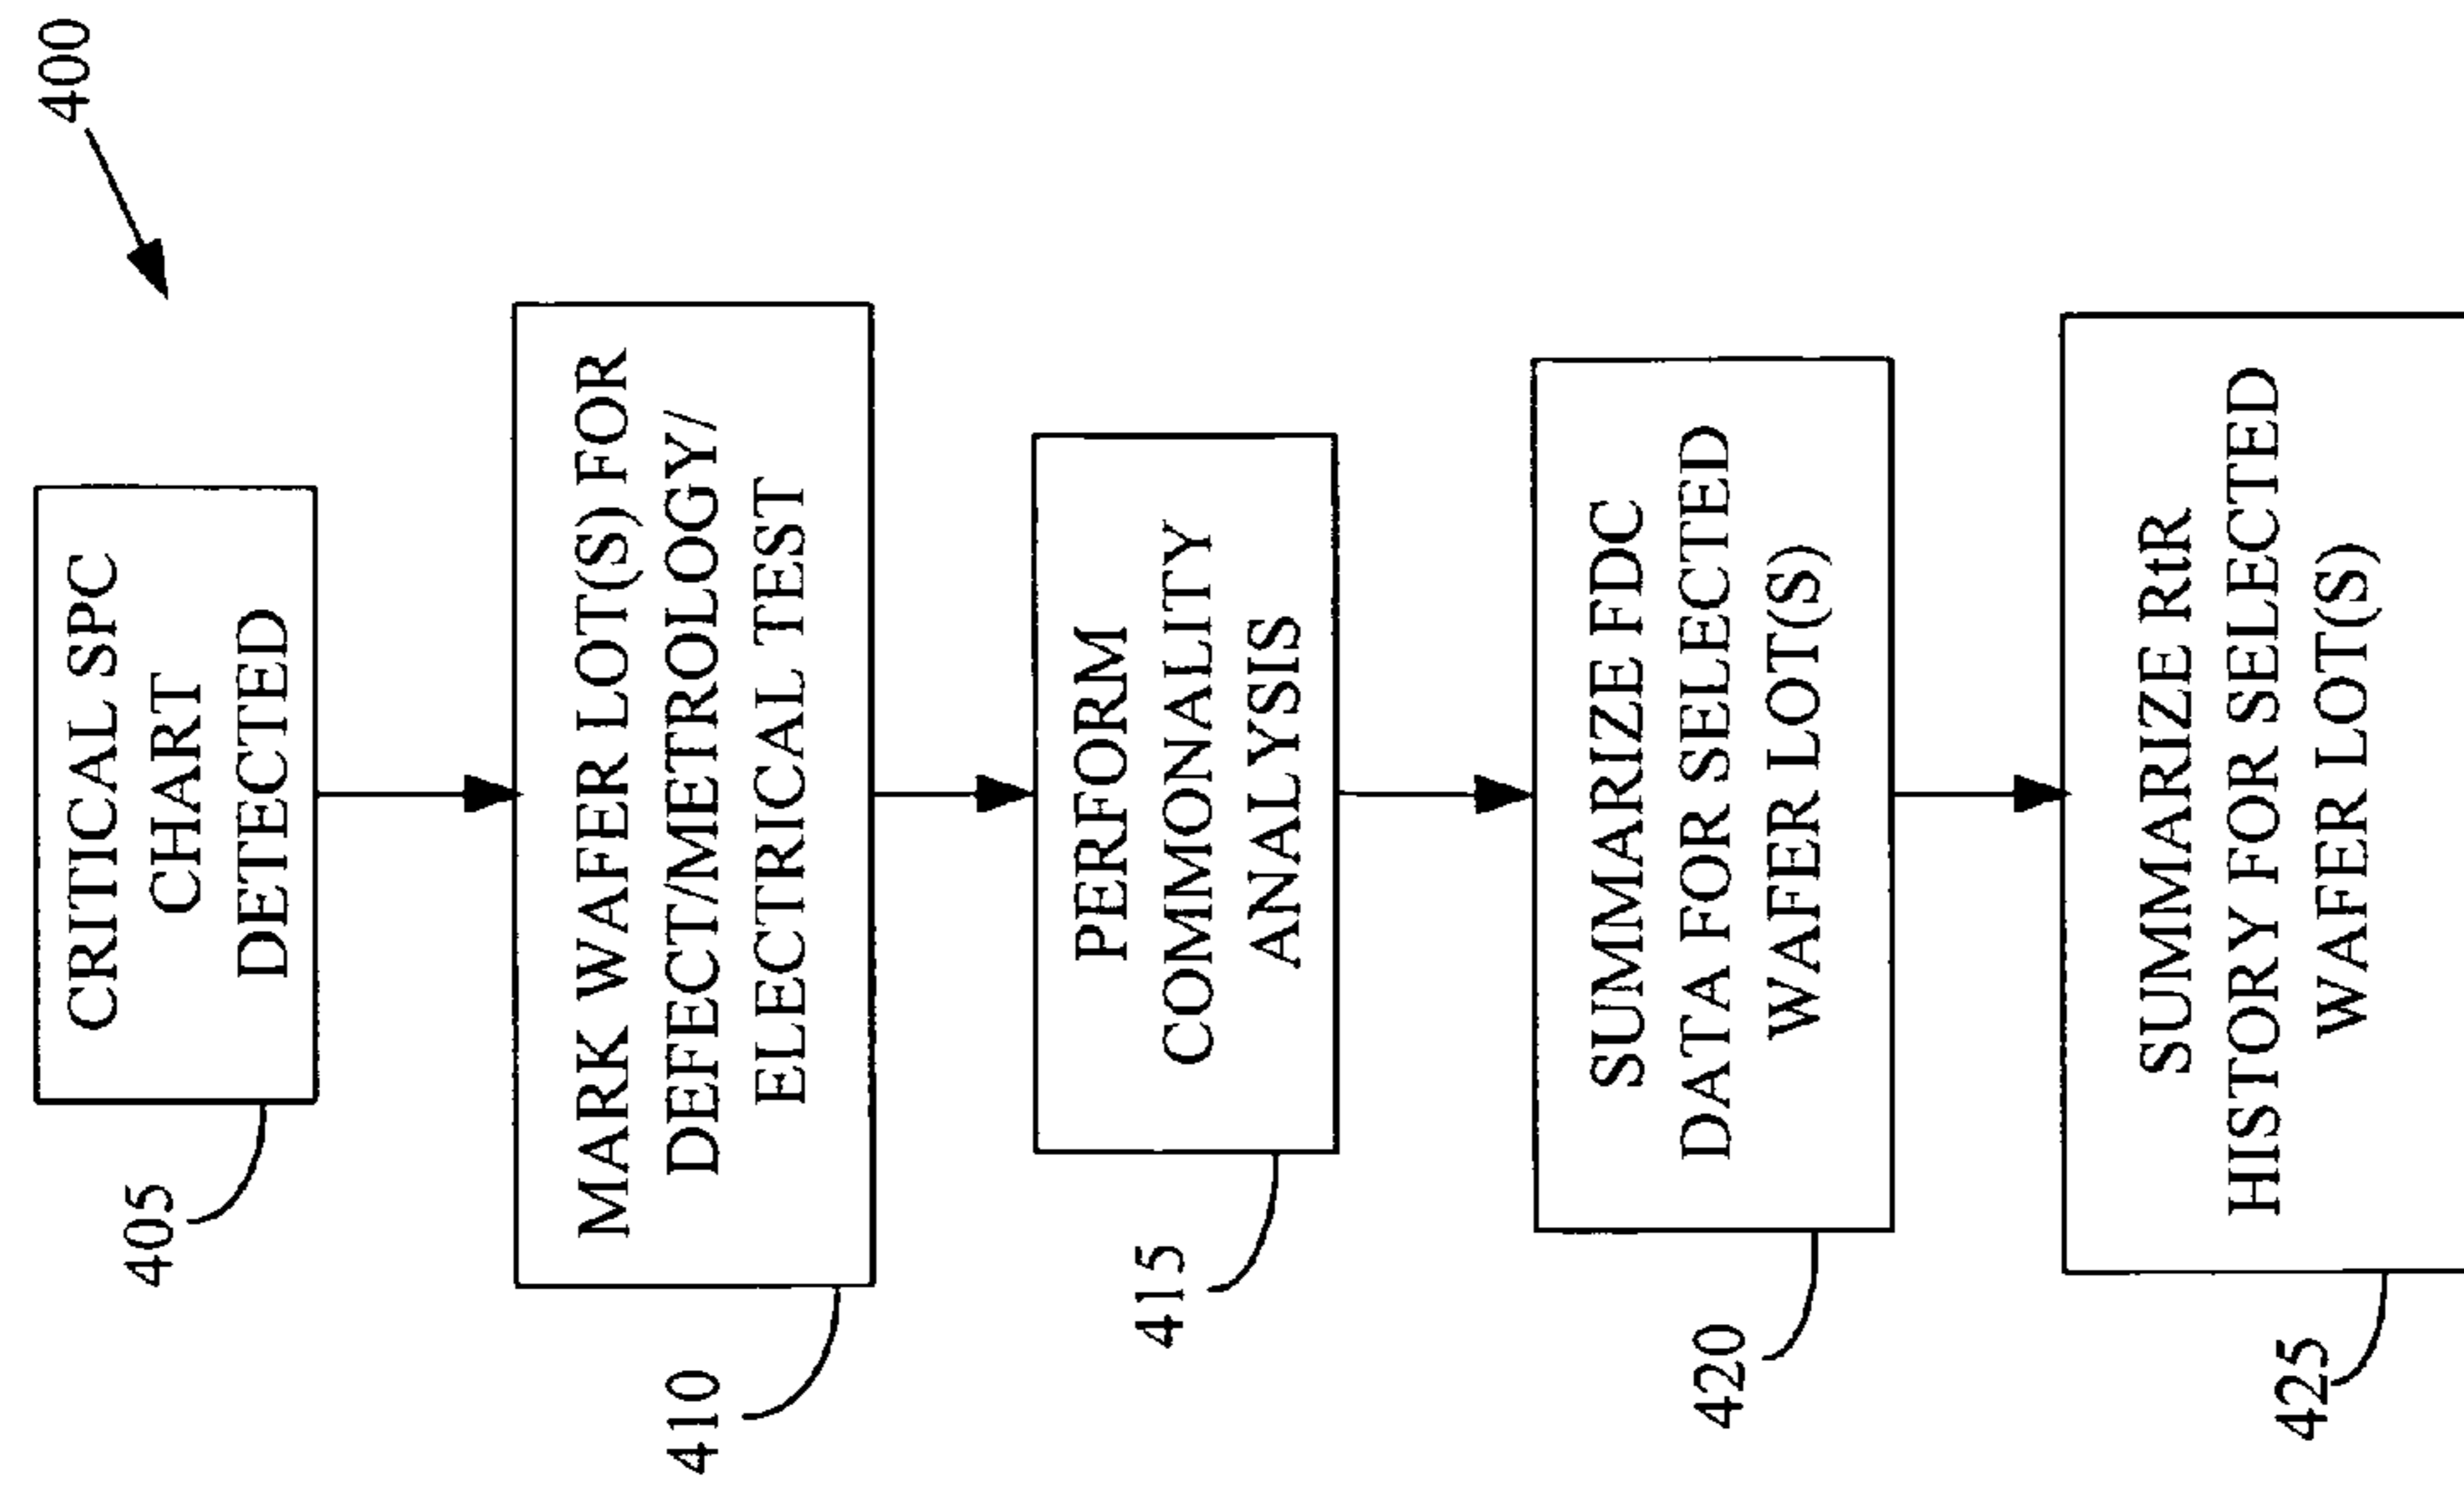 400
CRITICAL SPC
CHART
DETECTED
405
MARK WAFER LOT(S) FOR
DEFECT/METROLOGY/
ELECTRICAL TEST
410
PERFORM
COMMONALITY
ANALYSIS
415
SUMMARIZE FDC
DATA FOR SELECTED
WAFER LOT(S)
420
SUMMARIZE RtR
HISTORY FOR SELECTED
WAFER LOT(S)
425